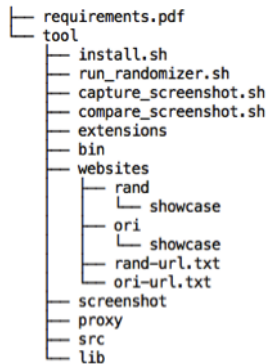 requirements.pdf
tool
install.sh
run_randomizer.sh
capture_screenshot.sh
compare_screenshot.sh
extensions
bin
websites
rand
showcase
ori
showcase
rand-url.txt
ori-url.txt
screenshot
proxy
src
lib